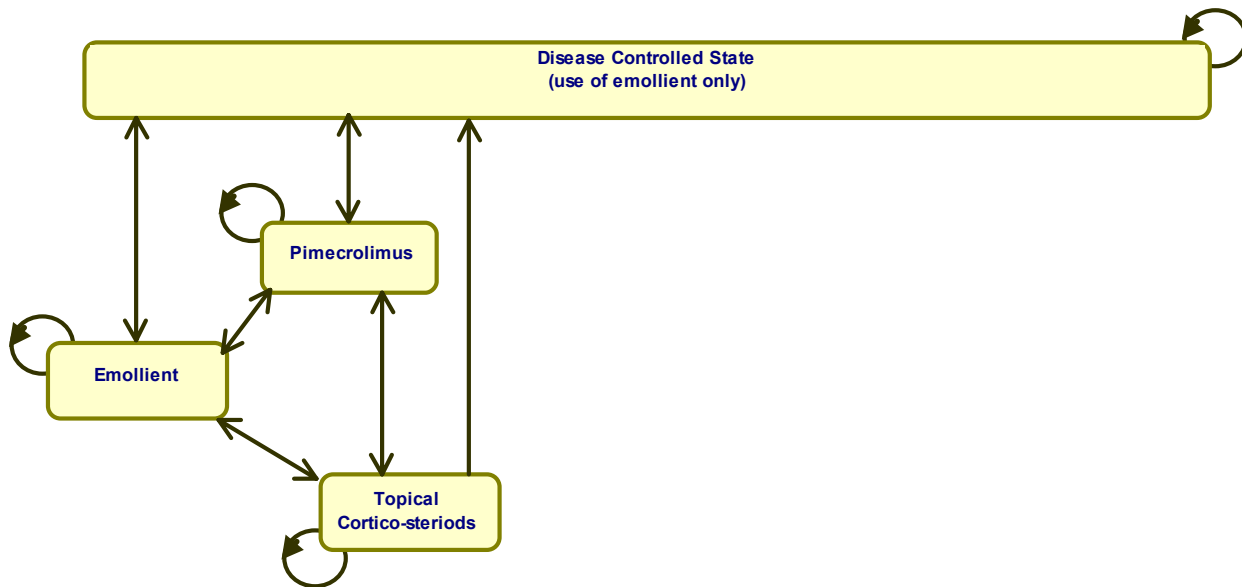 Disease Controlled State
(use of emollient only)
Pimecrolimus
Emollient
Topical
Cortico-steriods